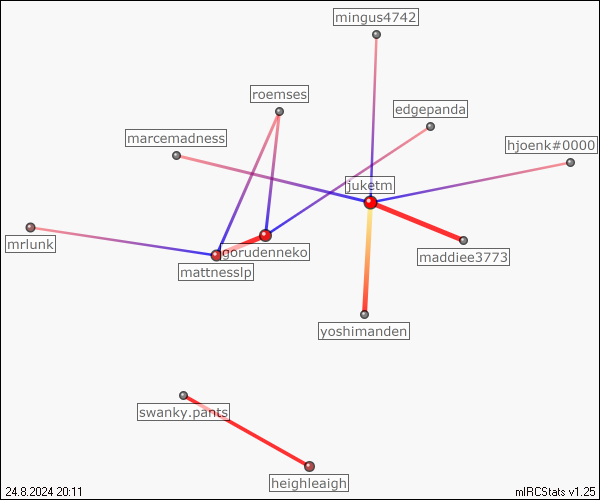 mingus4742
roemses
edgepanda
marcemadness
hjoenk#0000
juketm
mrlunk
gorudenneko
mattnesslp
maddiee3773
yoshimanden
swanky.pants
heighleaigh
24.8.2024 20:11
mIRCStats v1.25